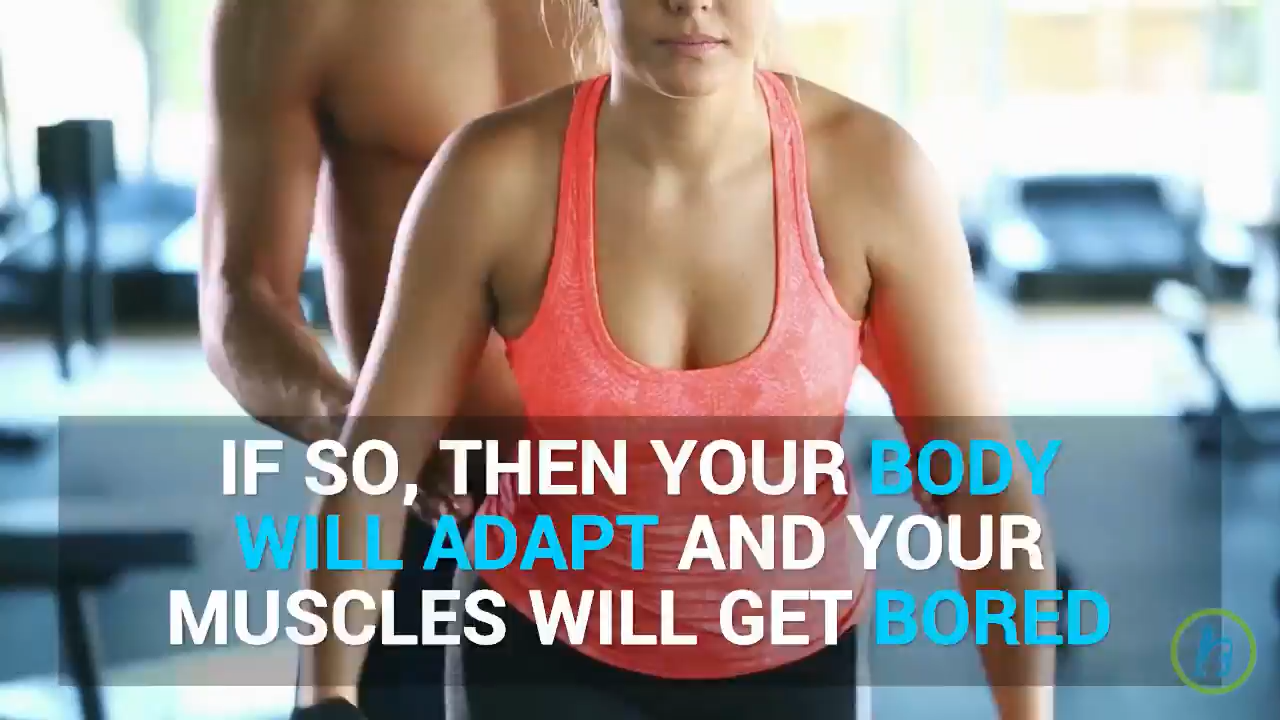 IF SO, THEN YOUR BODY
WILL ADAPT AND YOUR
MUSCLES WILL GET BORED